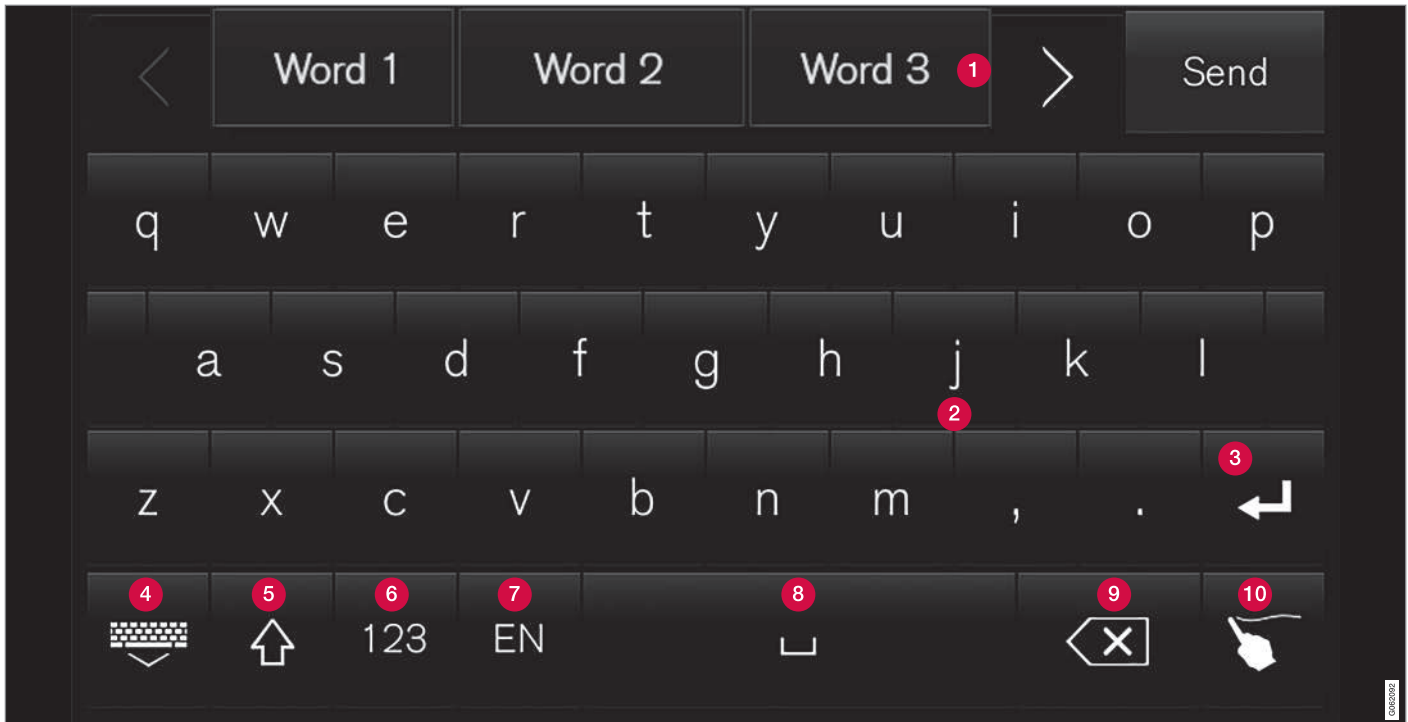 Word 1 Word 2 Word 3 1 Send
q w e r t y u i o p
a s d f g h j k l
2
3
z x c v b n m , .
4 5 6 7 8 9 10
123 EN
G062092